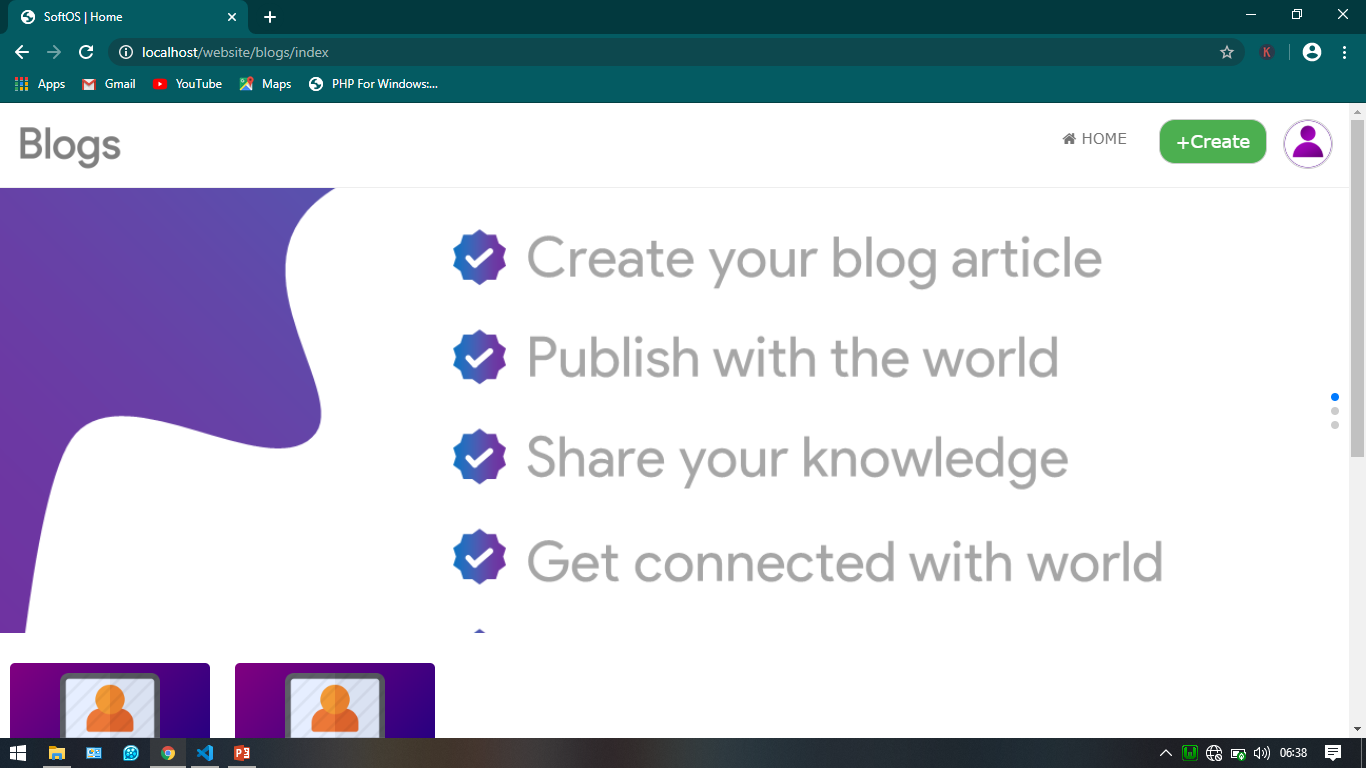 SoftOS | Home
localhost/website/blogs/index
K
Apps
Gmail
YouTube
Maps
PHP For Windows:...
Blogs
HOME
+Create
Create your blog article
Publish with the world
Share your knowledge
Get connected with world
06:38